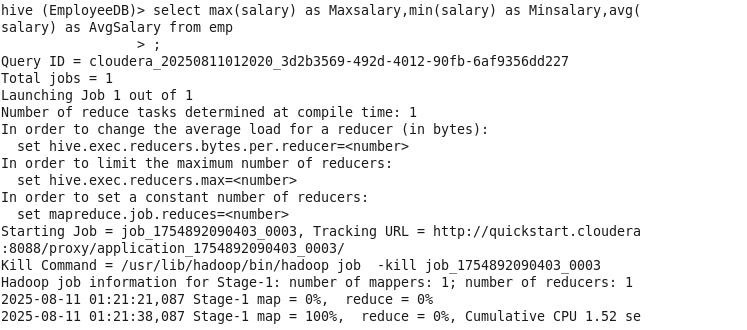 hive (EmployeeDB)> select max(salary) as Maxsalary,min(salary) as Minsalary,avg(
salary) as AvgSalary from emp
                 > ;
Query ID = cloudera_20250811012020_3d2b3569-492d-4012-90fb-6af9356dd227
Total jobs = 1
Launching Job 1 out of 1
Number of reduce tasks determined at compile time: 1
In order to change the average load for a reducer (in bytes):
  set hive.exec.reducers.bytes.per.reducer=<number>
In order to limit the maximum number of reducers:
  set hive.exec.reducers.max=<number>
In order to set a constant number of reducers:
  set mapreduce.job.reduces=<number>
Starting Job = job_1754892090403_0003, Tracking URL = http://quickstart.cloudera
:8088/proxy/application_1754892090403_0003/
Kill Command = /usr/lib/hadoop/bin/hadoop job  -kill job_1754892090403_0003
Hadoop job information for Stage-1: number of mappers: 1; number of reducers: 1
2025-08-11 01:21:21,087 Stage-1 map = 0%,  reduce = 0%
2025-08-11 01:21:38,087 Stage-1 map = 100%,  reduce = 0%, Cumulative CPU 1.52 se